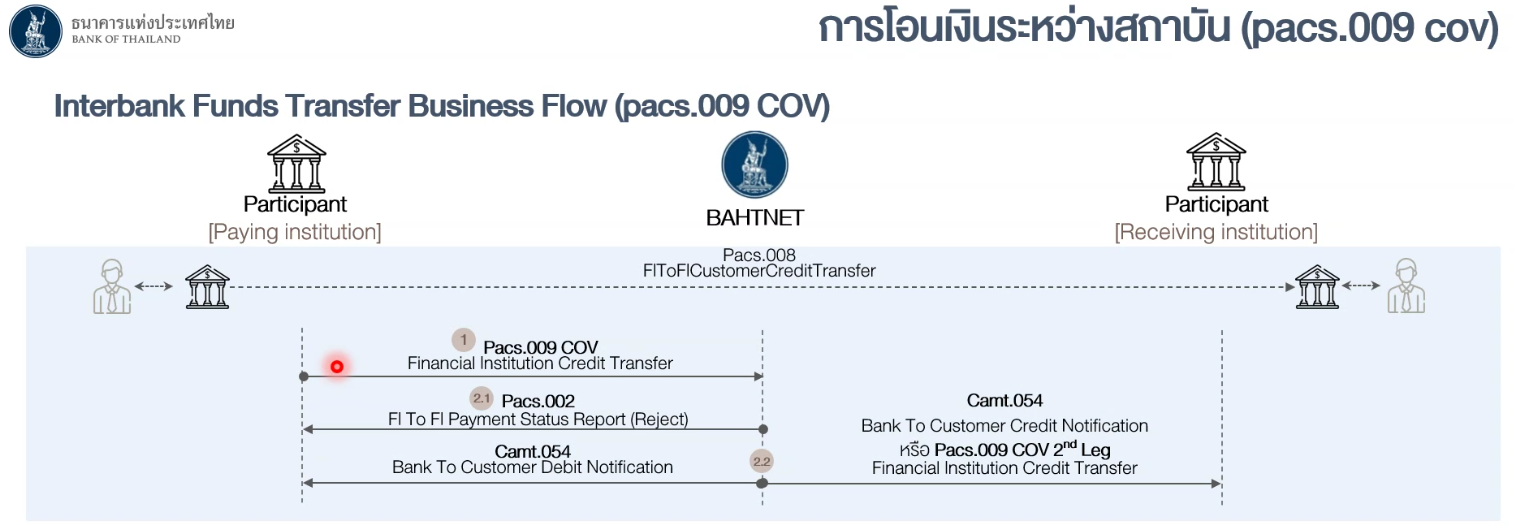 ธนาคารแห่งประเทศไทย
BANK OF THAILAND
การโอนเงินระหว่างสถาบัน (pacs.009 cov)
Interbank Funds Transfer Business Flow (pacs.009 COV)
Participant
[Paying institution]
BAHTNET
Participant
[Receiving institution]
Pacs.008
FIToFICustomerCreditTransfer
1
Pacs.009 COV
Financial Institution Credit Transfer
2.1
Pacs.002
FI To FI Payment Status Report (Reject)
Camt.054
Bank To Customer Debit Notification
2.2
Camt.054
Bank To Customer Credit Notification
หรือ Pacs.009 COV 2nd Leg
Financial Institution Credit Transfer